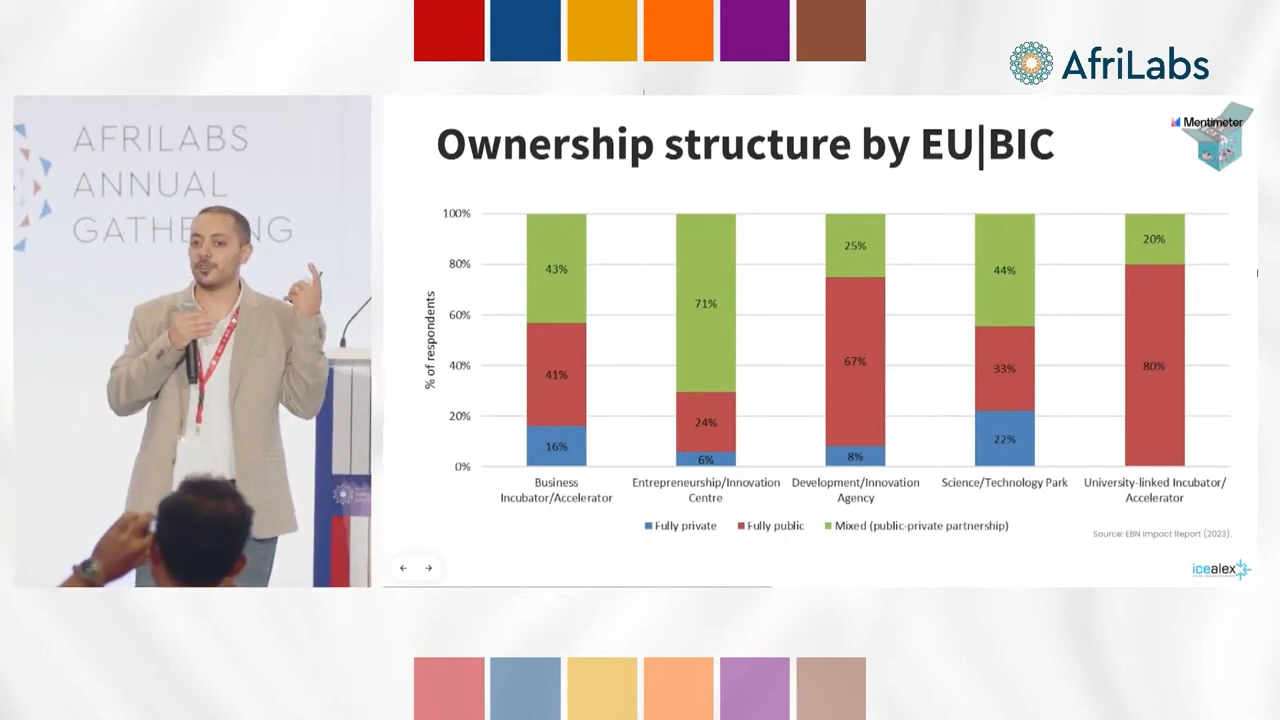 AfriLabs
AFRILABS
ANNUAL
GATHERING
Mentimeter
Ownership structure by EU|BIC
% of respondents
100%
80%
60%
40%
20%
0%
43%
41%
16%
71%
24%
6%
25%
67%
8%
44%
33%
22%
20%
80%
Business
Incubator/Accelerator
Entrepreneurship/Innovation
Centre
Development/Innovation
Agency
Science/Technology Park
University-linked Incubator/
Accelerator
Fully private
Fully public
Mixed (public-private partnership)
Source: EBN Impact Report (2023).
icealex